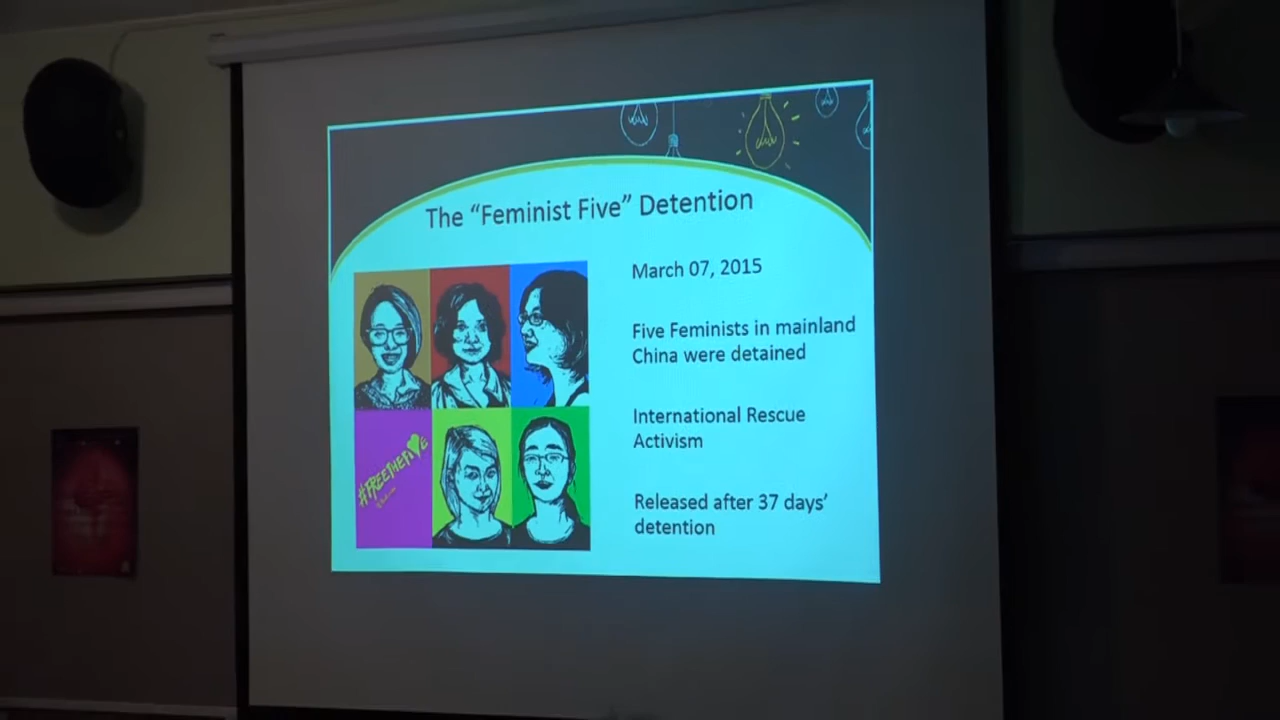 The “Feminist Five” Detention
March 07, 2015
Five Feminists in mainland
China were detained
International Rescue
Activism
Released after 37 days’
detention
#FREETHEFIVE